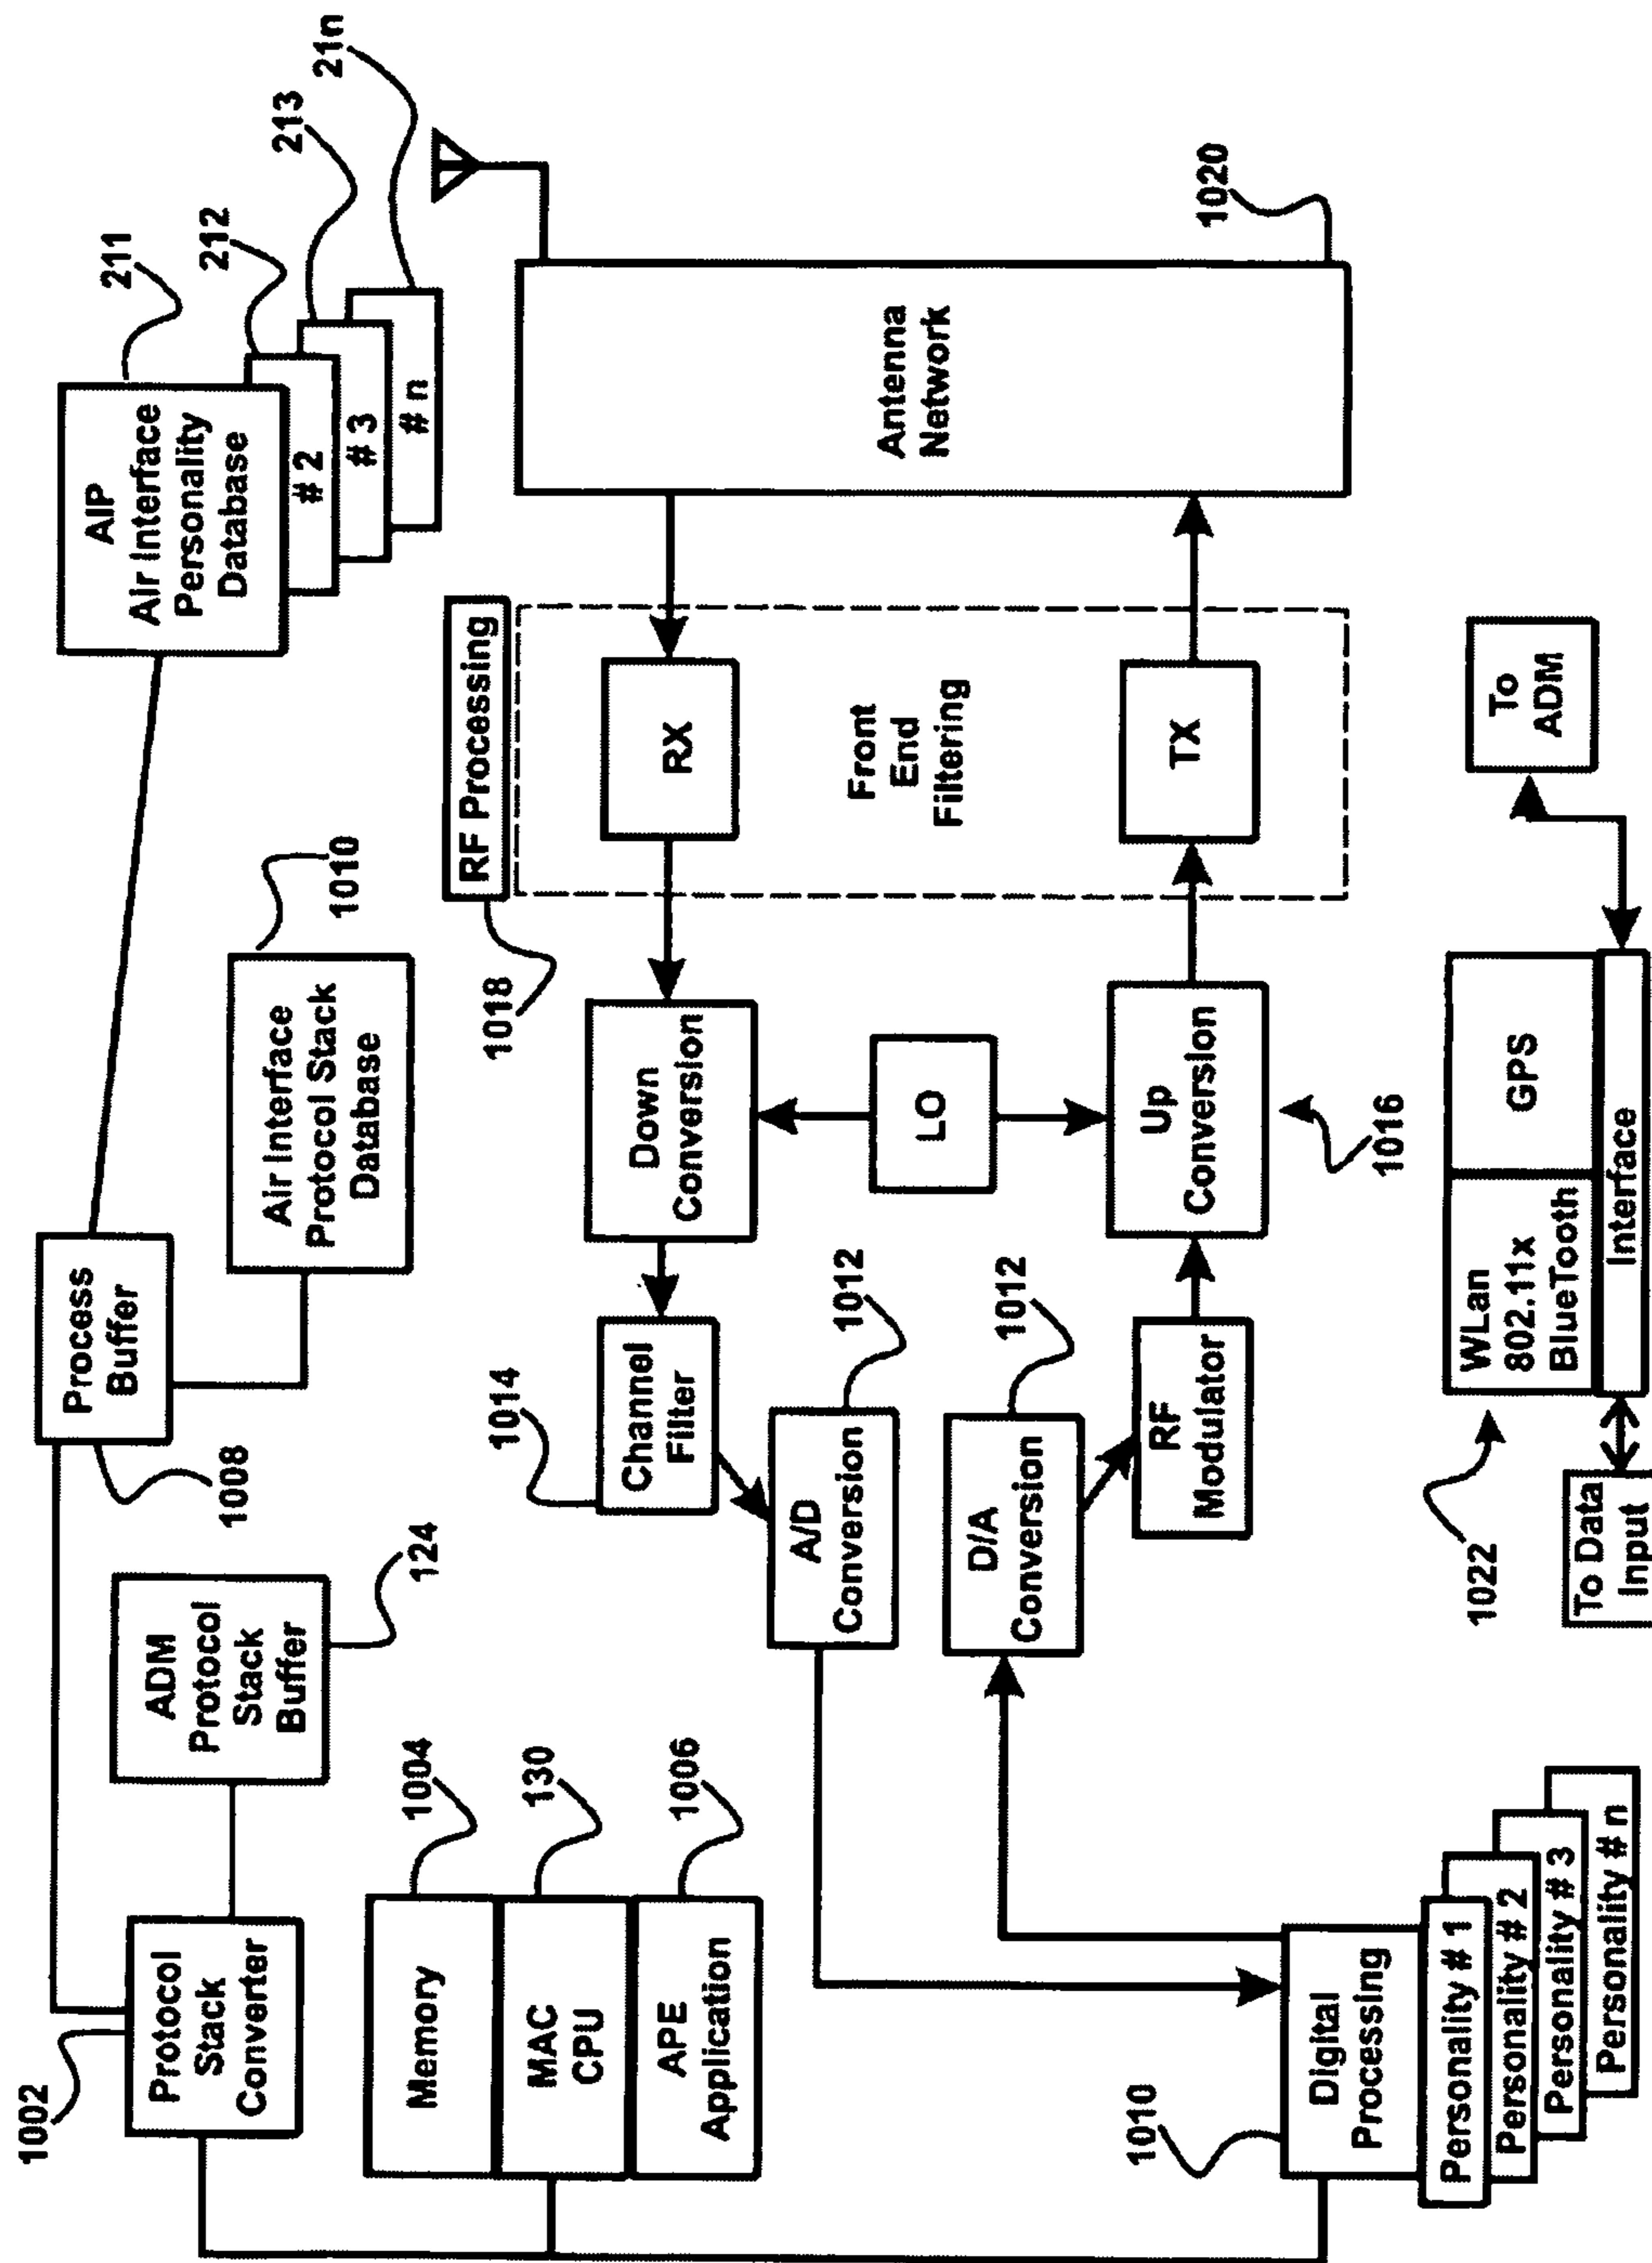 1002
Protocol
Stack
Converter
ADM
Protocol
Stack
Buffer
124
Process
Buffer
1008
Air Interface
Protocol Stack
Database
1010
AIP
Air Interface
Personality
Database
# 2
# 3
# n
211
212
213
21n
Memory
MAC
CPU
APE
Application
1004
130
1006
RF Processing
1018
Channel
Filter
1014
Down
Conversion
RX
A/D
Conversion
1012
LO
Front
End
Filtering
Antenna
Network
1020
D/A
Conversion
1012
RF
Modulator
Up
Conversion
1016
TX
1010
Digital
Processing
Personality # 1
Personality # 2
Personality # 3
Personality # n
1022
WLan
802.11x
BlueTooth
GPS
Interface
To Data
Input
To
ADM